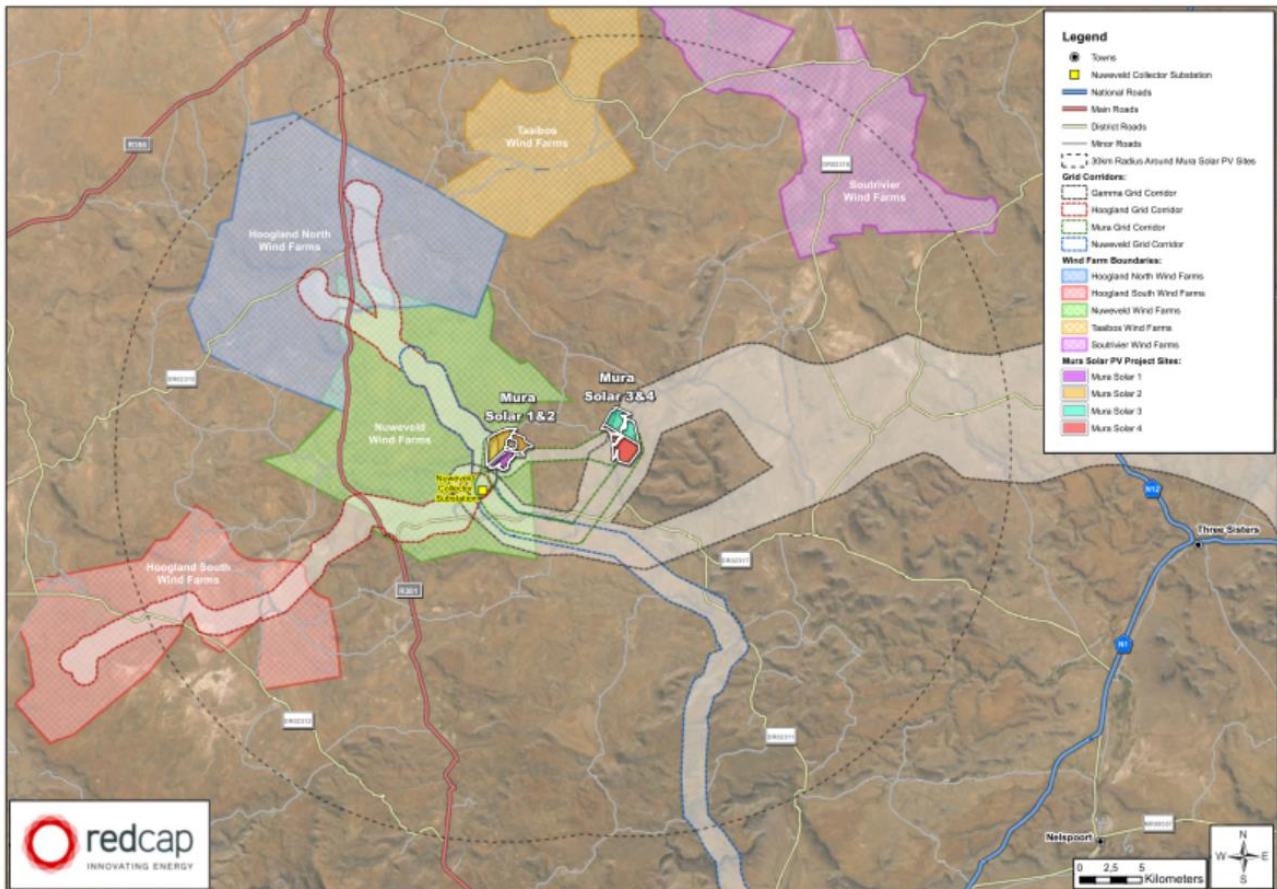 Legend
Towns
Nuweveld Collector Substation
National Roads
Main Roads
District Roads
Minor Roads
30km Radius Around Mura Solar PV Sites
Grid Corridors:
Gamma Grid Corridor
Hoogland Grid Corridor
Mura Grid Corridor
Nuweveld Grid Corridor
Wind Farm Boundaries:
Hoogland North Wind Farms
Hoogland South Wind Farms
Nuweveld Wind Farms
Taaibos Wind Farms
Soutrivier Wind Farms
Mura Solar PV Project Sites:
Mura Solar 1
Mura Solar 2
Mura Solar 3
Mura Solar 4
Taaibos
Wind Farms
Soutrivier
Wind Farms
Hoogland North
Wind Farms
Mura
Solar 3&4
Mura
Solar 1&2
Nuweveld
Wind Farms
Nuweveld
Collector
Substation
N12
Three Sisters
DR02317
Hoogland South
Wind Farms
R381
N1
DR02312
DR02311
Nelspoort
redcap
INNOVATING ENERGY
0 2,5 5
Kilometers
N
W E
S